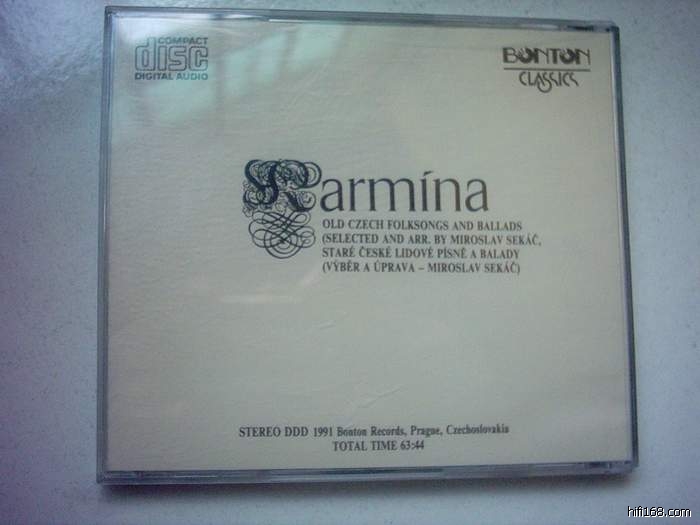 COMPACT
disc
DIGITAL AUDIO
BONTON
CLASSICS
Karmína
OLD CZECH FOLKSONGS AND BALLADS
(SELECTED AND ARR. BY MIROSLAV SEKÁČ,
STARÉ ČESKÉ LIDOVÉ PÍSNĚ A BALADY
(VÝBĚR A ÚPRAVA – MIROSLAV SEKÁČ)
STEREO DDD 1991 Bonton Records, Prague, Czechoslovakia
TOTAL TIME 63:44
hifi168.com